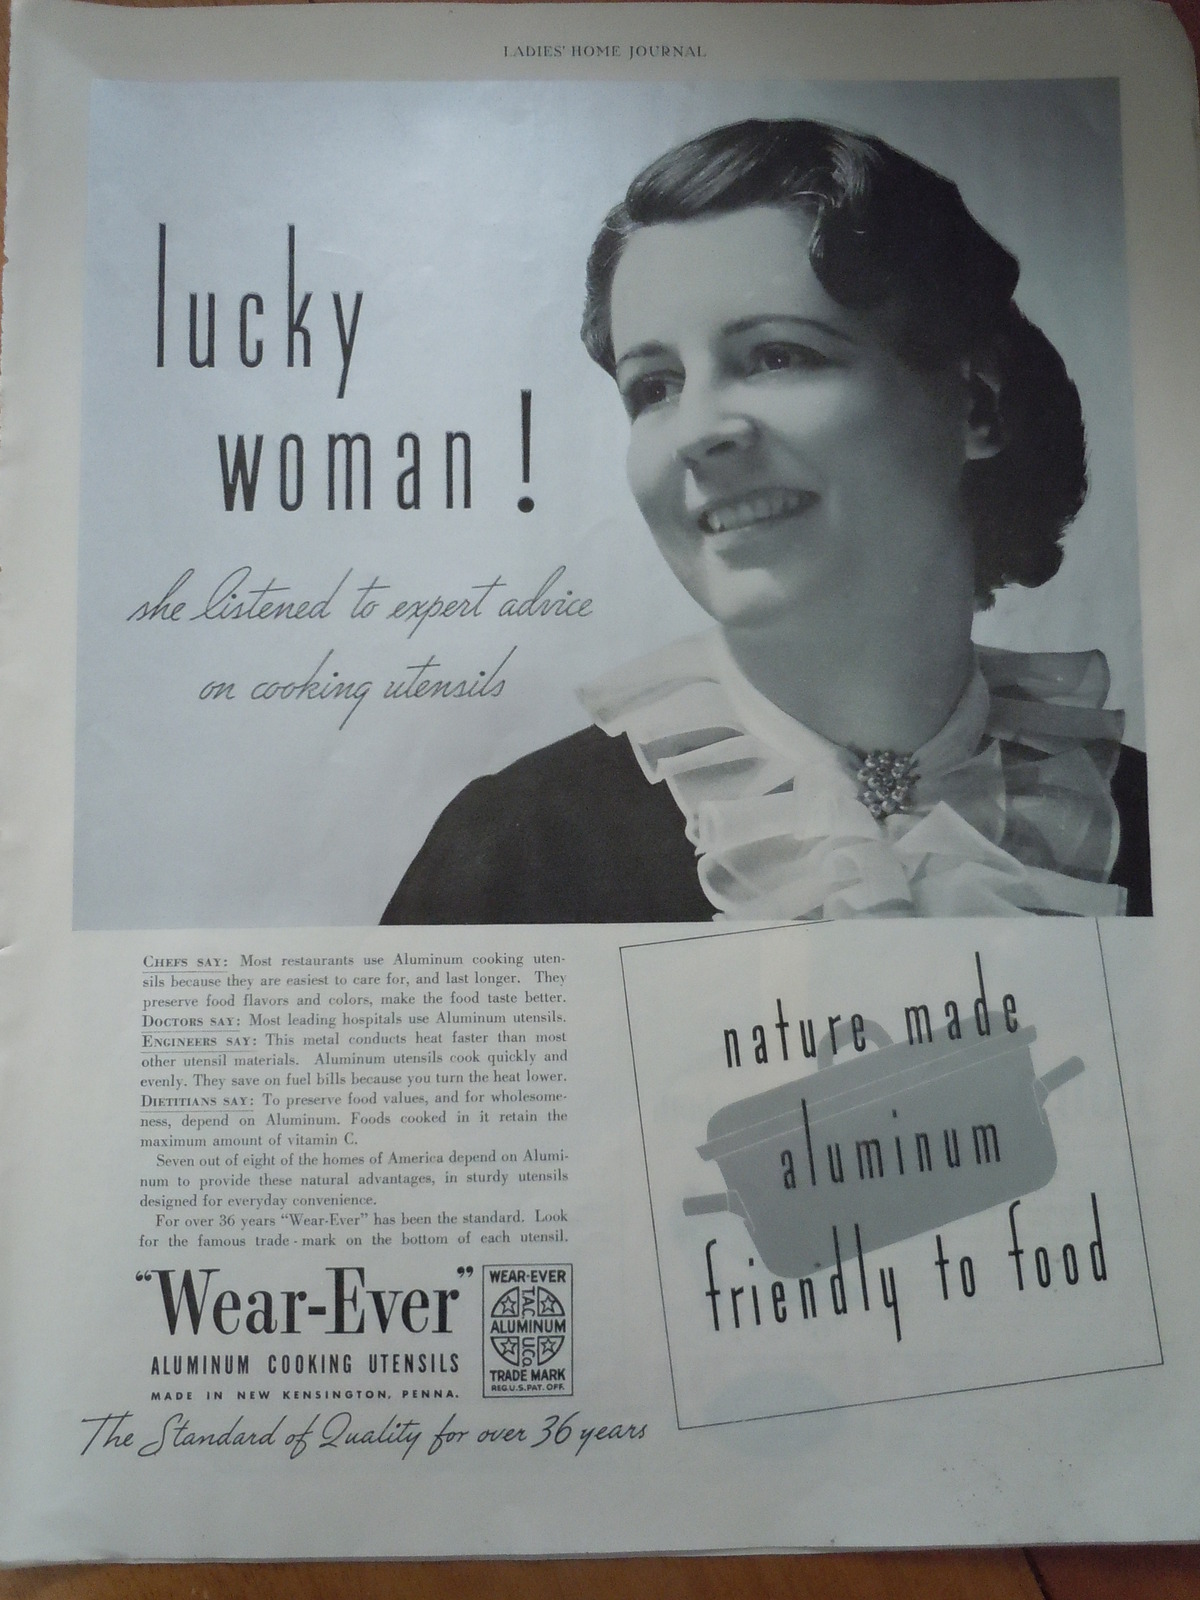 LADIES' HOME JOURNAL
lucky
woman!
she listened to expert advice
on cooking utensils
CHEFS SAY: Most restaurants use Aluminum cooking uten-
sils because they are easiest to care for, and last longer. They
preserve food flavors and colors, make the food taste better.
DOCTORS SAY: Most leading hospitals use Aluminum utensils.
ENGINEERS SAY: This metal conducts heat faster than most
other utensil materials. Aluminum utensils cook quickly and
evenly. They save on fuel bills because you turn the heat lower.
DIETITIANS SAY: To preserve food values, and for wholesome-
ness, depend on Aluminum. Foods cooked in it retain the
maximum amount of vitamin C.
Seven out of eight of the homes of America depend on Alumi-
num to provide these natural advantages, in sturdy utensils
designed for everyday convenience.
For over 36 years "Wear-Ever" has been the standard. Look
for the famous trade-mark on the bottom of each utensil.
"Wear-Ever"
ALUMINUM COOKING UTENSILS
MADE IN NEW KENSINGTON, PENNA.
WEAR-EVER
TAC
ALUMINUM
UCo
TRADE MARK
REG.U.S.PAT.OFF.
The Standard of Quality for over 36 years
nature made
aluminum
friendly to food